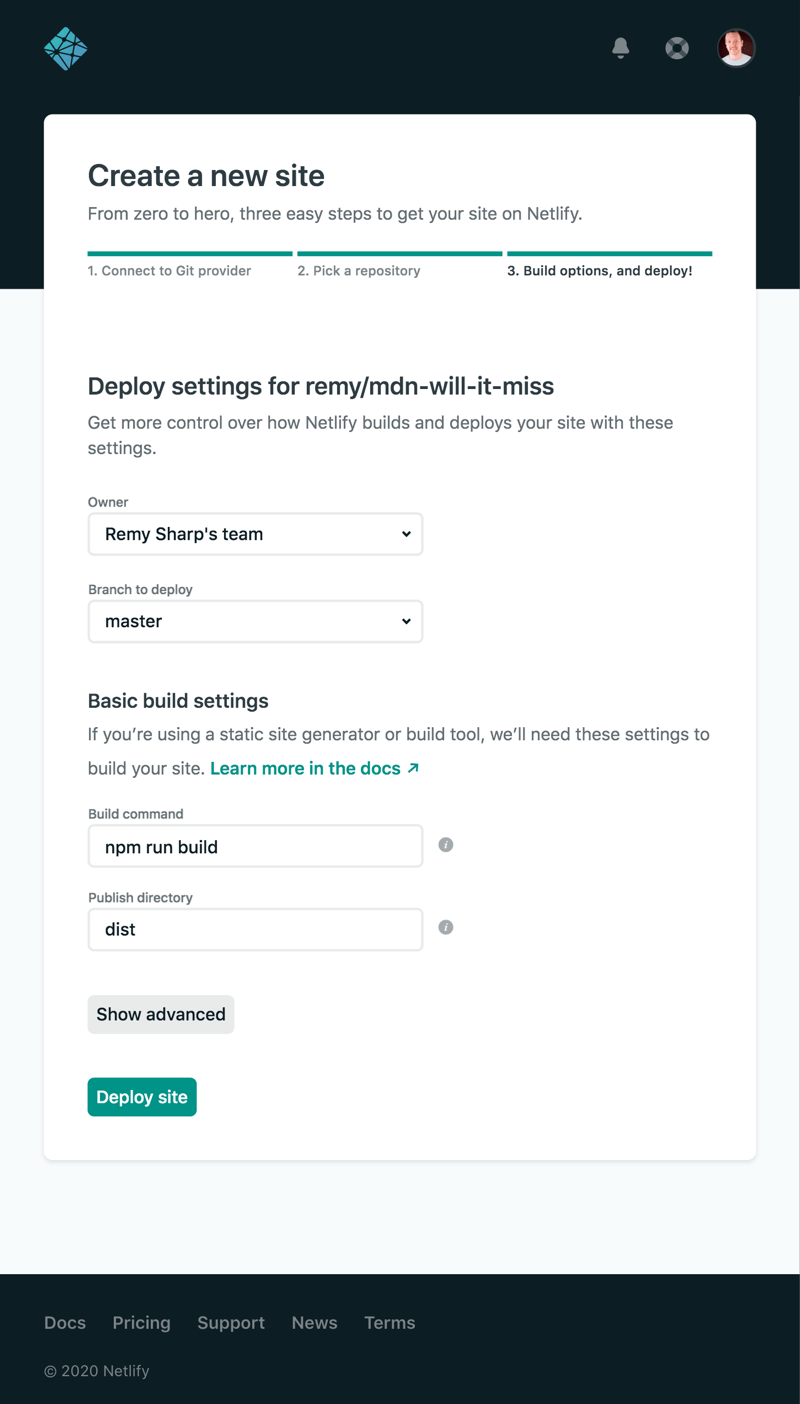 Create a new site
From zero to hero, three easy steps to get your site on Netlify.
1. Connect to Git provider
2. Pick a repository
3. Build options, and deploy!
Deploy settings for remy/mdn-will-it-miss
Get more control over how Netlify builds and deploys your site with these
settings.
Owner
Remy Sharp's team
Branch to deploy
master
Basic build settings
If you’re using a static site generator or build tool, we’ll need these settings to
build your site. Learn more in the docs ↗
Build command
npm run build
i
Publish directory
dist
i
Show advanced
Deploy site
Docs Pricing Support News Terms
© 2020 Netlify